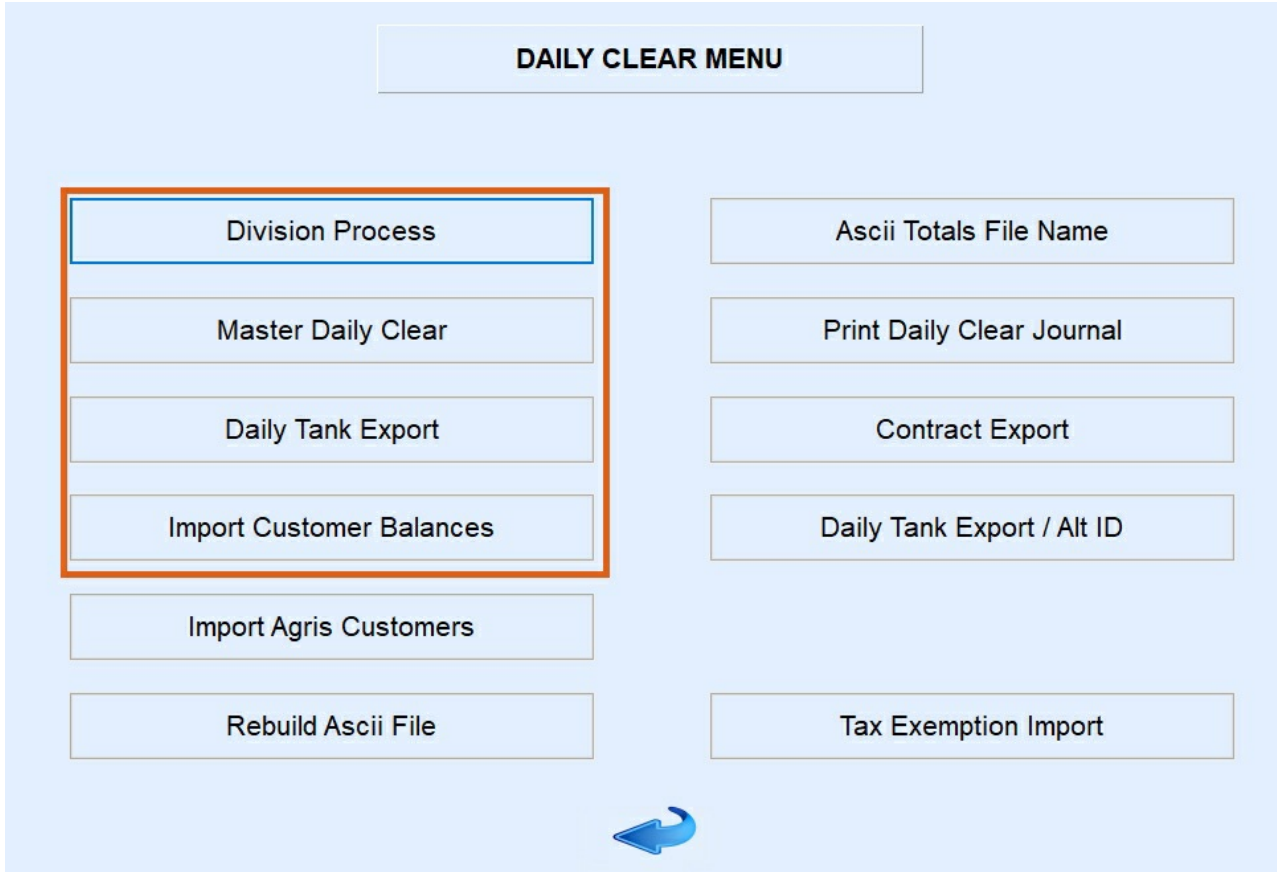 DAILY CLEAR MENU
Division Process
Master Daily Clear
Daily Tank Export
Import Customer Balances
Import Agris Customers
Rebuild Ascii File
Ascii Totals File Name
Print Daily Clear Journal
Contract Export
Daily Tank Export / Alt ID
Tax Exemption Import